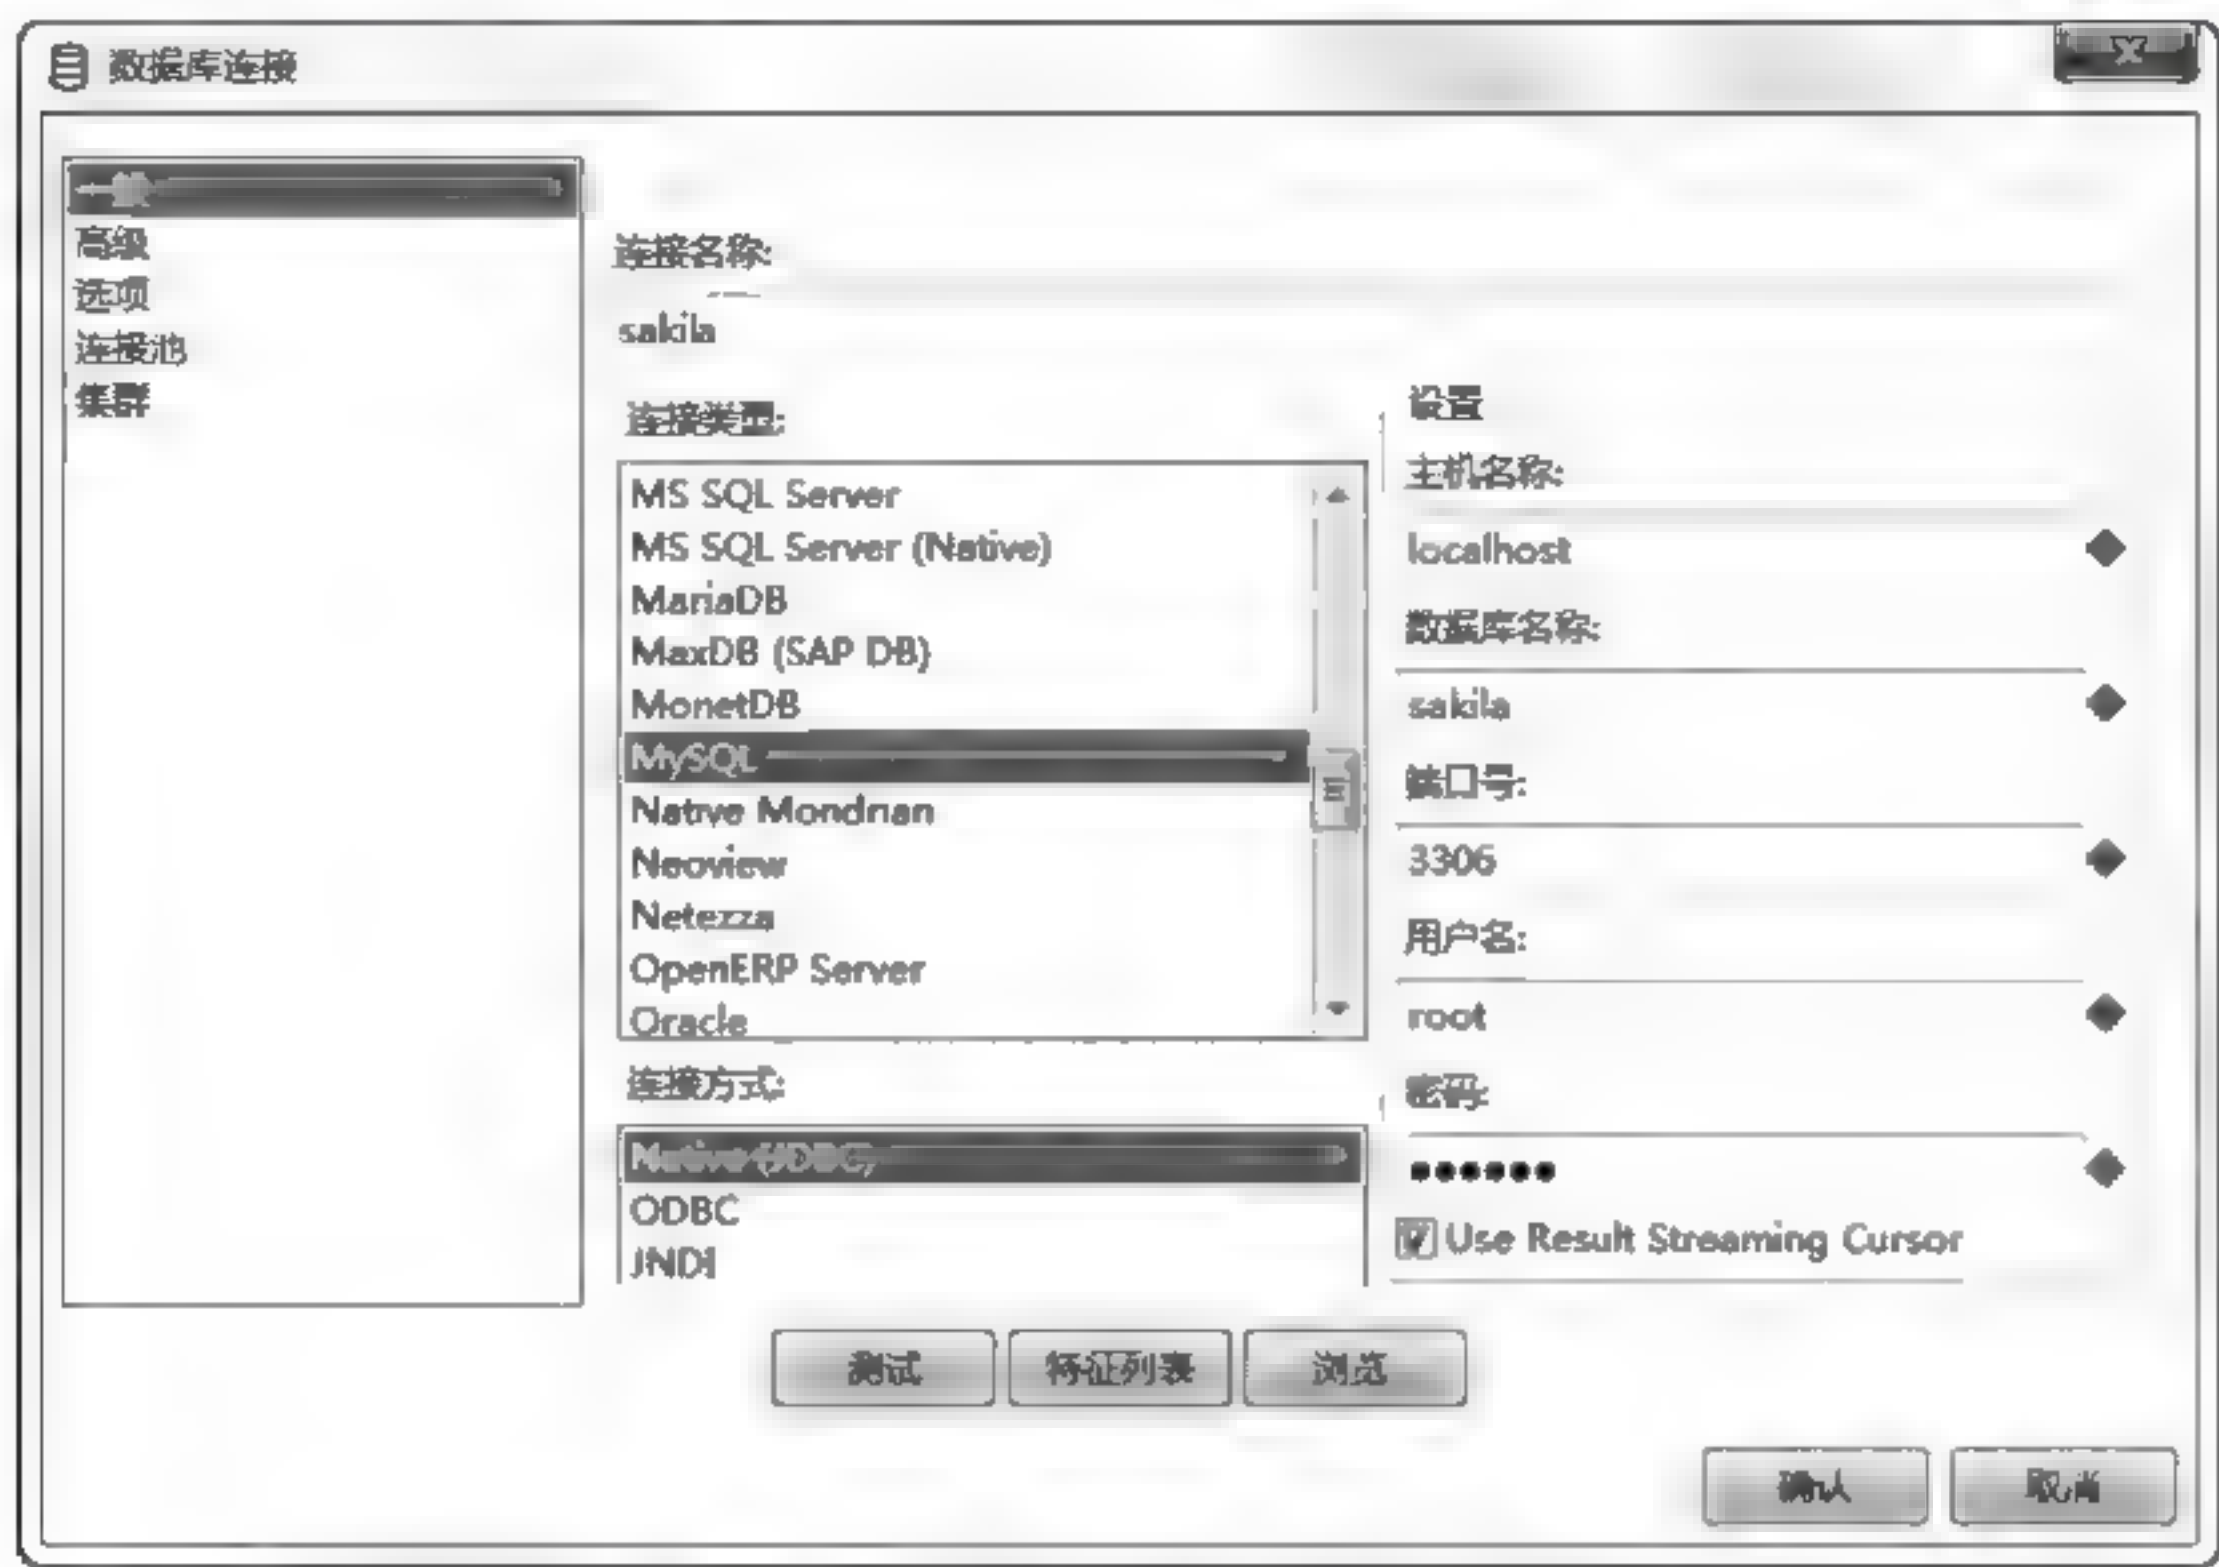 数据库连接
一般
高级
选项
连接池
集群
连接名称:
sakila
连接类型:
MS SQL Server
MS SQL Server (Native)
MariaDB
MaxDB (SAP DB)
MonetDB
MySQL
Native Mondrian
Neoview
Netezza
OpenERP Server
Oracle
连接方式:
Native (JDBC)
ODBC
JNDI
设置
主机名称:
localhost
数据库名称:
sakila
端口号:
3306
用户名:
root
密码:
●●●●●●
Use Result Streaming Cursor
测试 特征列表 浏览
确认 取消